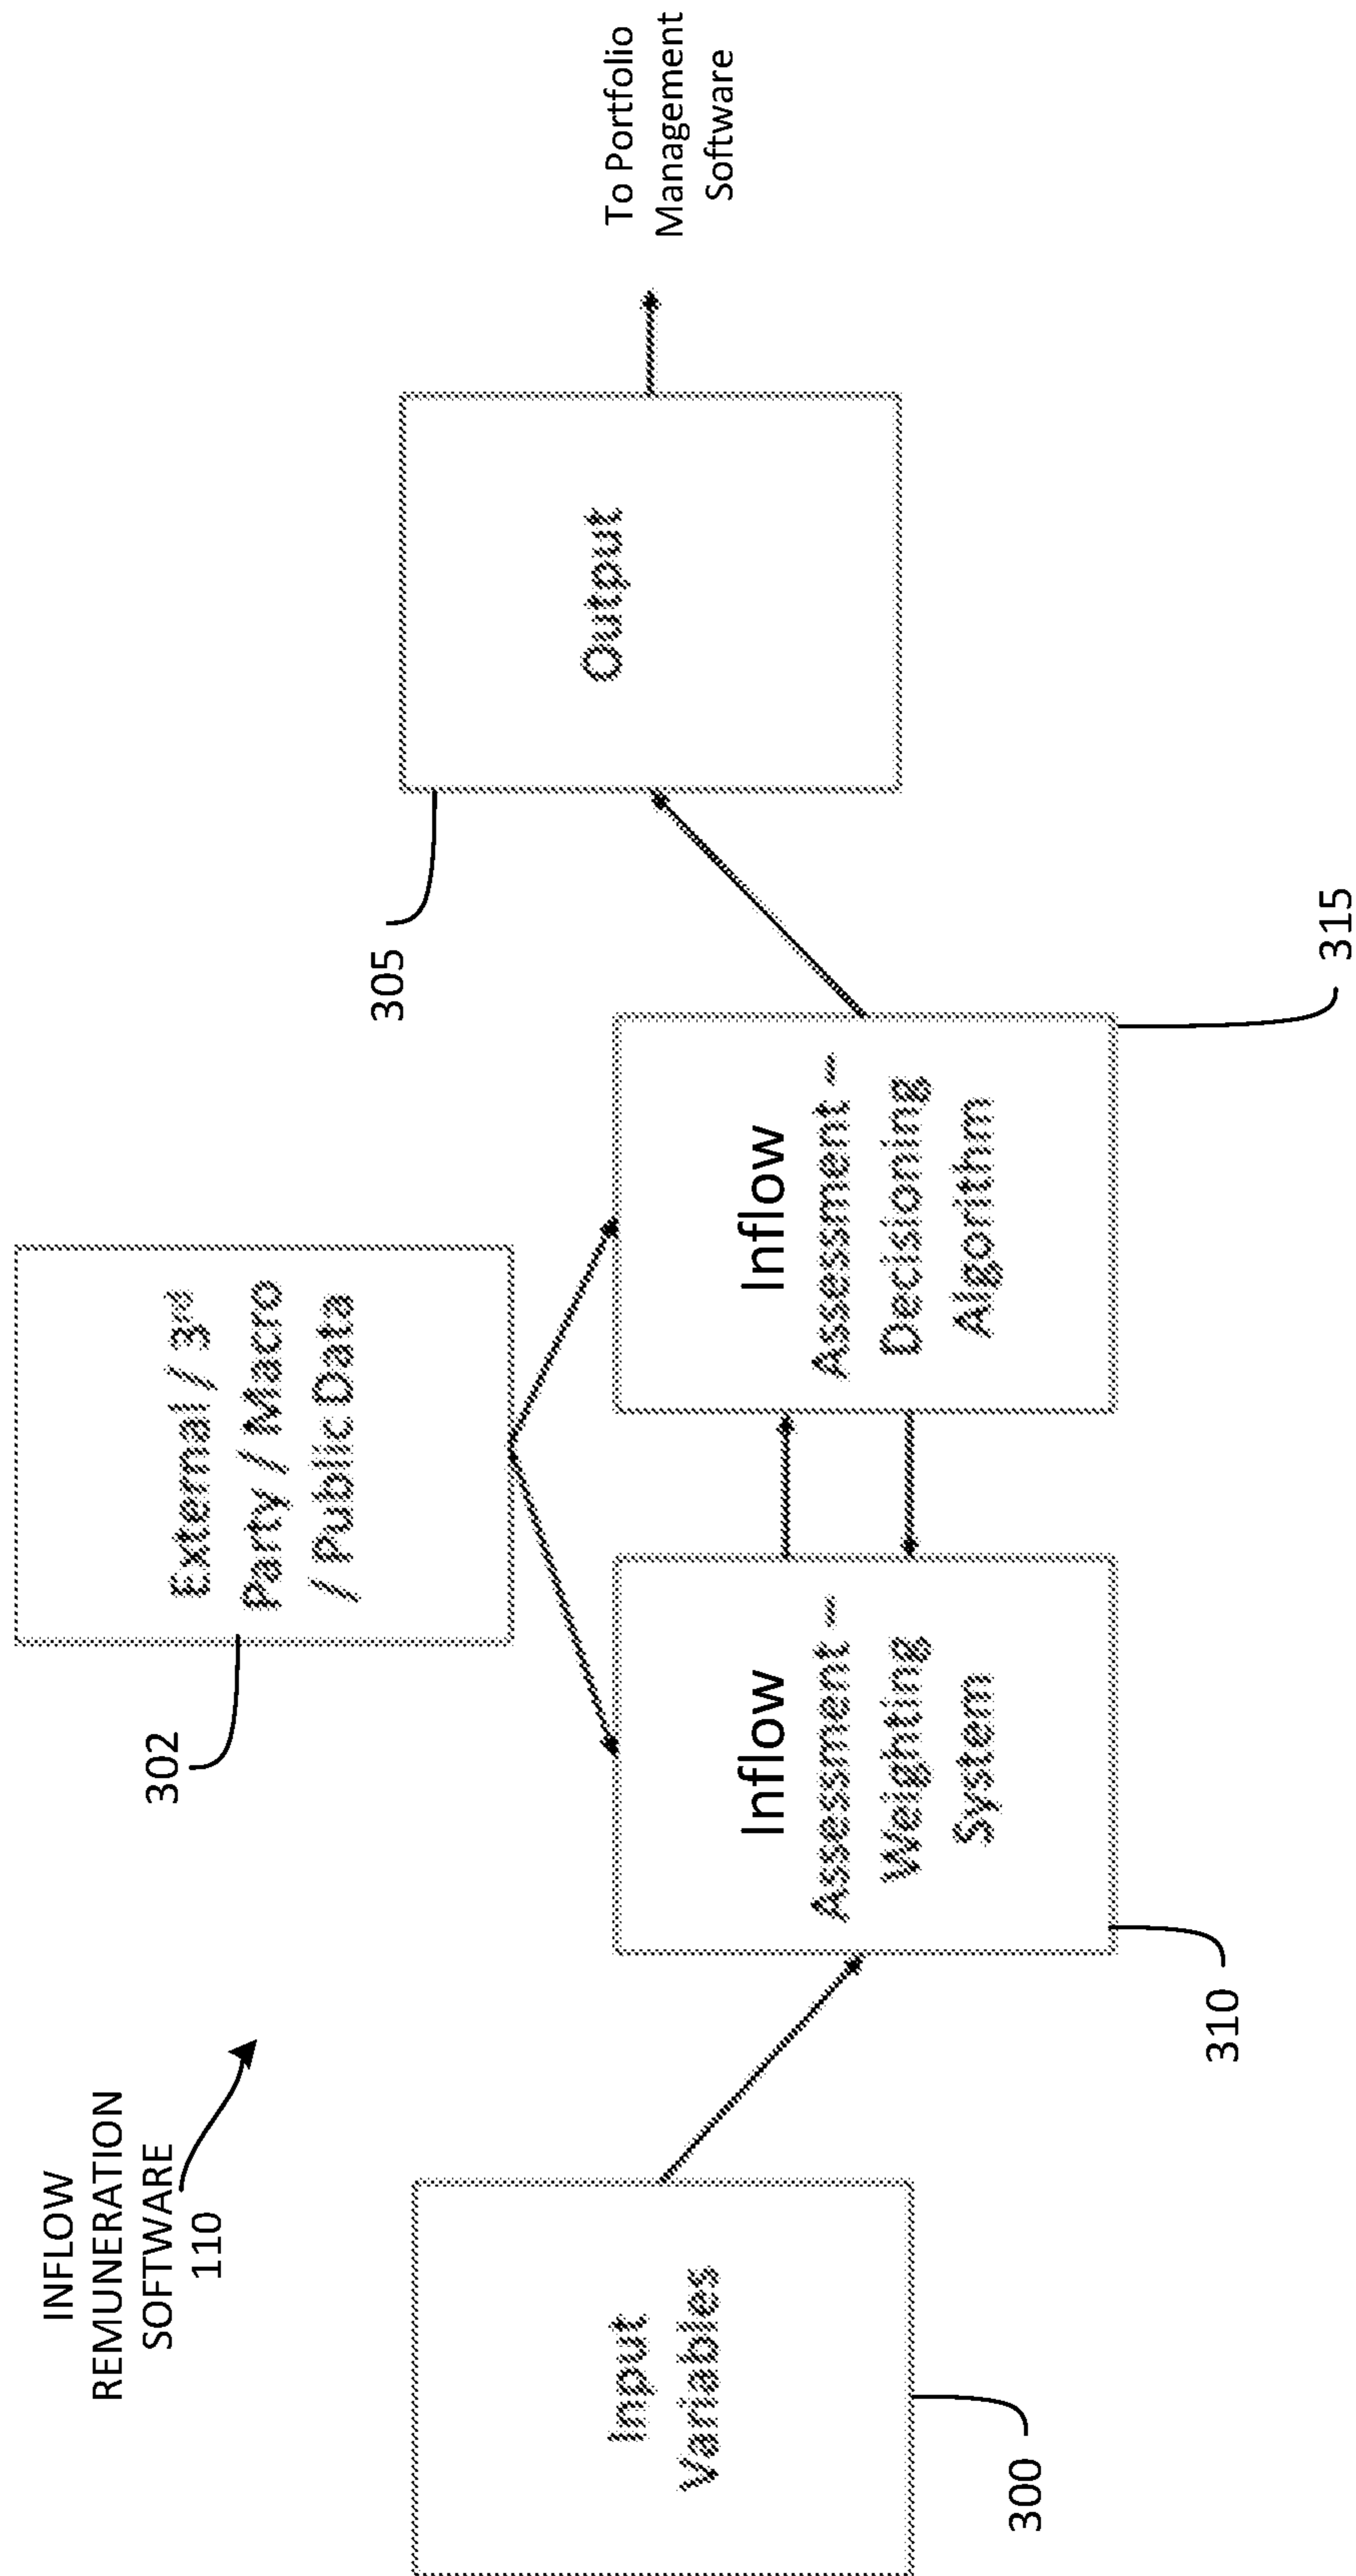 INFLOW
REMUNERATION
SOFTWARE
110
External / 3rd
Party / Macro
/ Public Data
302
Input
Variables
300
Inflow
Assessment –
Weighting
System
310
Inflow
Assessment –
Decisioning
Algorithm
315
Output
305
To Portfolio
Management
Software